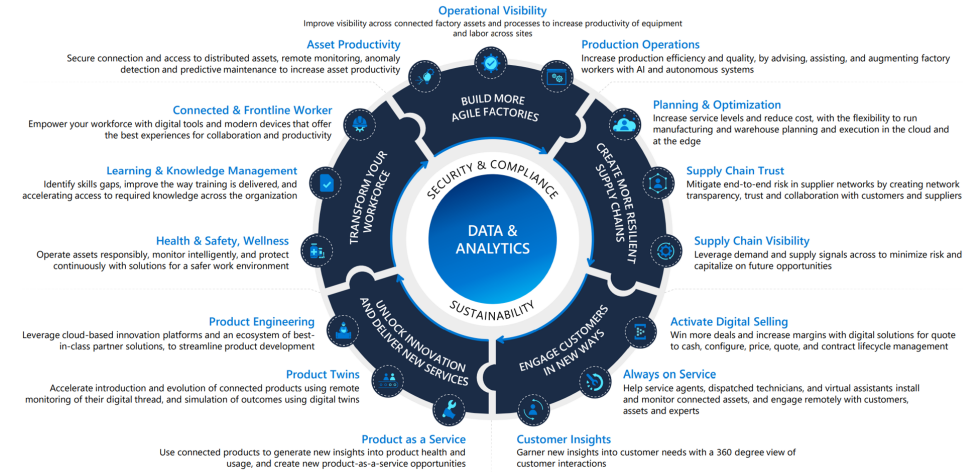 Operational Visibility
Improve visibility across connected factory assets and processes to increase productivity of equipment
and labor across sites
Asset Productivity
Secure connection and access to distributed assets, remote monitoring, anomaly
detection and predictive maintenance to increase asset productivity
Production Operations
Increase production efficiency and quality, by advising, assisting, and augmenting factory
workers with AI and autonomous systems
Connected & Frontline Worker
Empower your workforce with digital tools and modern devices that offer
the best experiences for collaboration and productivity
Planning & Optimization
Increase service levels and reduce cost, with the flexibility to run
manufacturing and warehouse planning and execution in the cloud and
at the edge
Learning & Knowledge Management
Identify skills gaps, improve the way training is delivered, and
accelerating access to required knowledge across the organization
Supply Chain Trust
Mitigate end-to-end risk in supplier networks by creating network
transparency, trust and collaboration with customers and suppliers
Health & Safety, Wellness
Operate assets responsibly, monitor intelligently, and protect
continuously with solutions for a safer work environment
Supply Chain Visibility
Leverage demand and supply signals across to minimize risk and
capitalize on future opportunities
Product Engineering
Leverage cloud-based innovation platforms and an ecosystem of best-
in-class partner solutions, to streamline product development
Activate Digital Selling
Win more deals and increase margins with digital solutions for quote
to cash, configure, price, quote, and contract lifecycle management
Product Twins
Accelerate introduction and evolution of connected products using remote
monitoring of their digital thread, and simulation of outcomes using digital twins
Always on Service
Help service agents, dispatched technicians, and virtual assistants install
and monitor connected assets, and engage remotely with customers,
assets and experts
Product as a Service
Use connected products to generate new insights into product health and
usage, and create new product-as-a-service opportunities
Customer Insights
Garner new insights into customer needs with a 360 degree view of
customer interactions
BUILD MORE
AGILE FACTORIES
CREATE MORE RESILIENT
SUPPLY CHAINS
ENGAGE CUSTOMERS
IN NEW WAYS
UNLOCK INNOVATION
AND DELIVER NEW SERVICES
TRANSFORM YOUR
WORKFORCE
SECURITY & COMPLIANCE
DATA &
ANALYTICS
SUSTAINABILITY